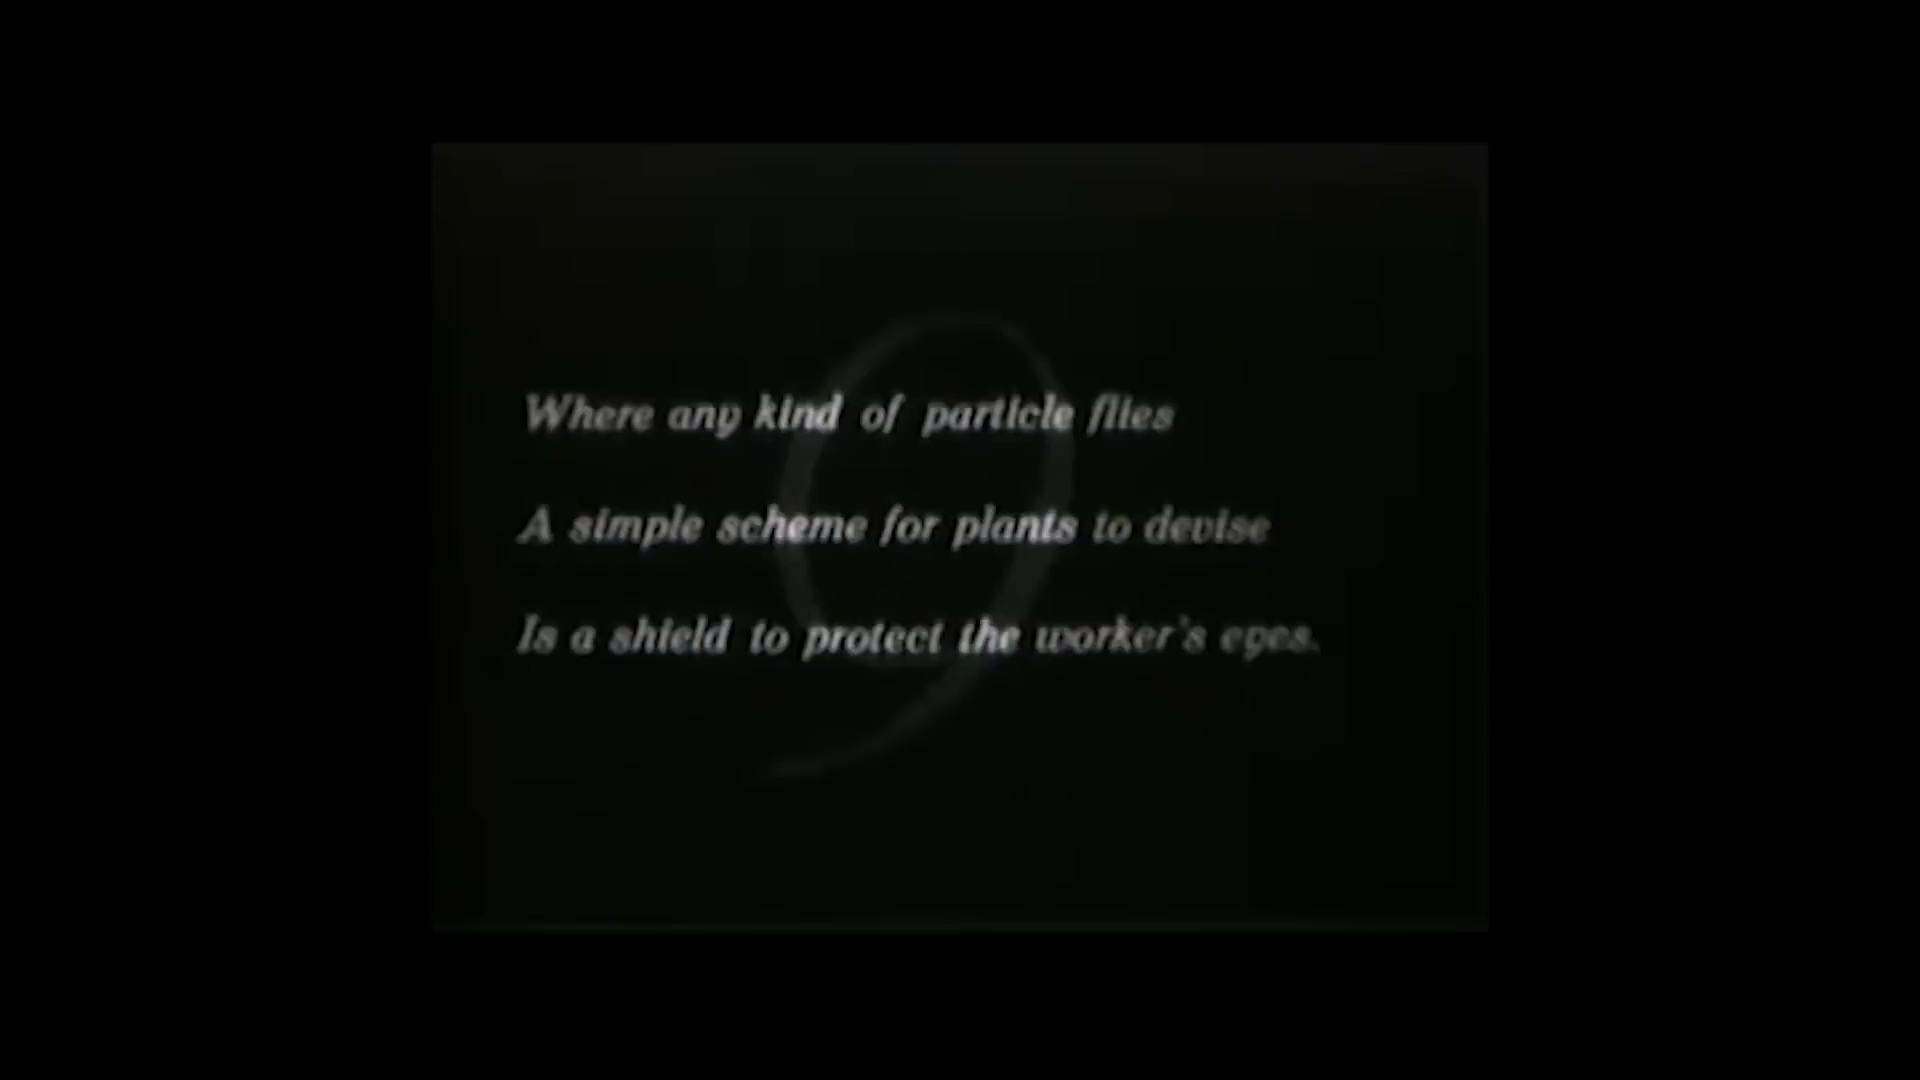 9
Where any kind of particle flies
A simple scheme for plants to devise
Is a shield to protect the worker's eyes.